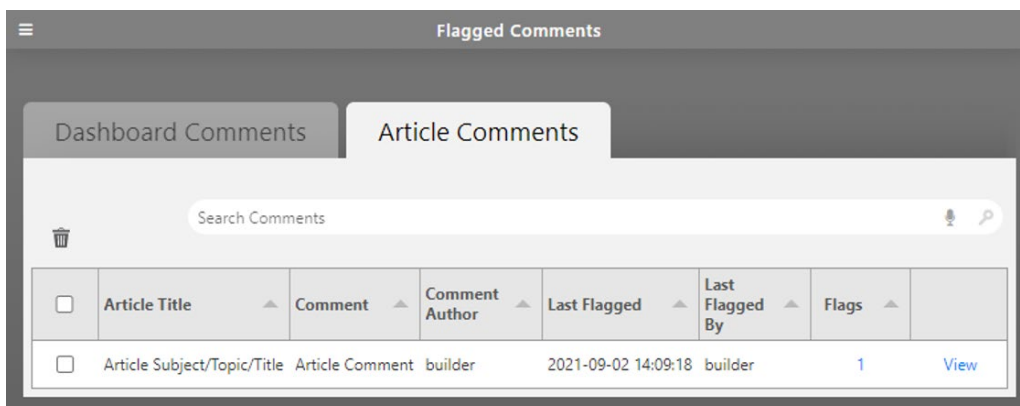 Flagged Comments
Dashboard Comments
Article Comments
Search Comments
Article Title Comment Comment Author Last Flagged Last Flagged By Flags
Article Subject/Topic/Title Article Comment builder 2021-09-02 14:09:18 builder 1 View